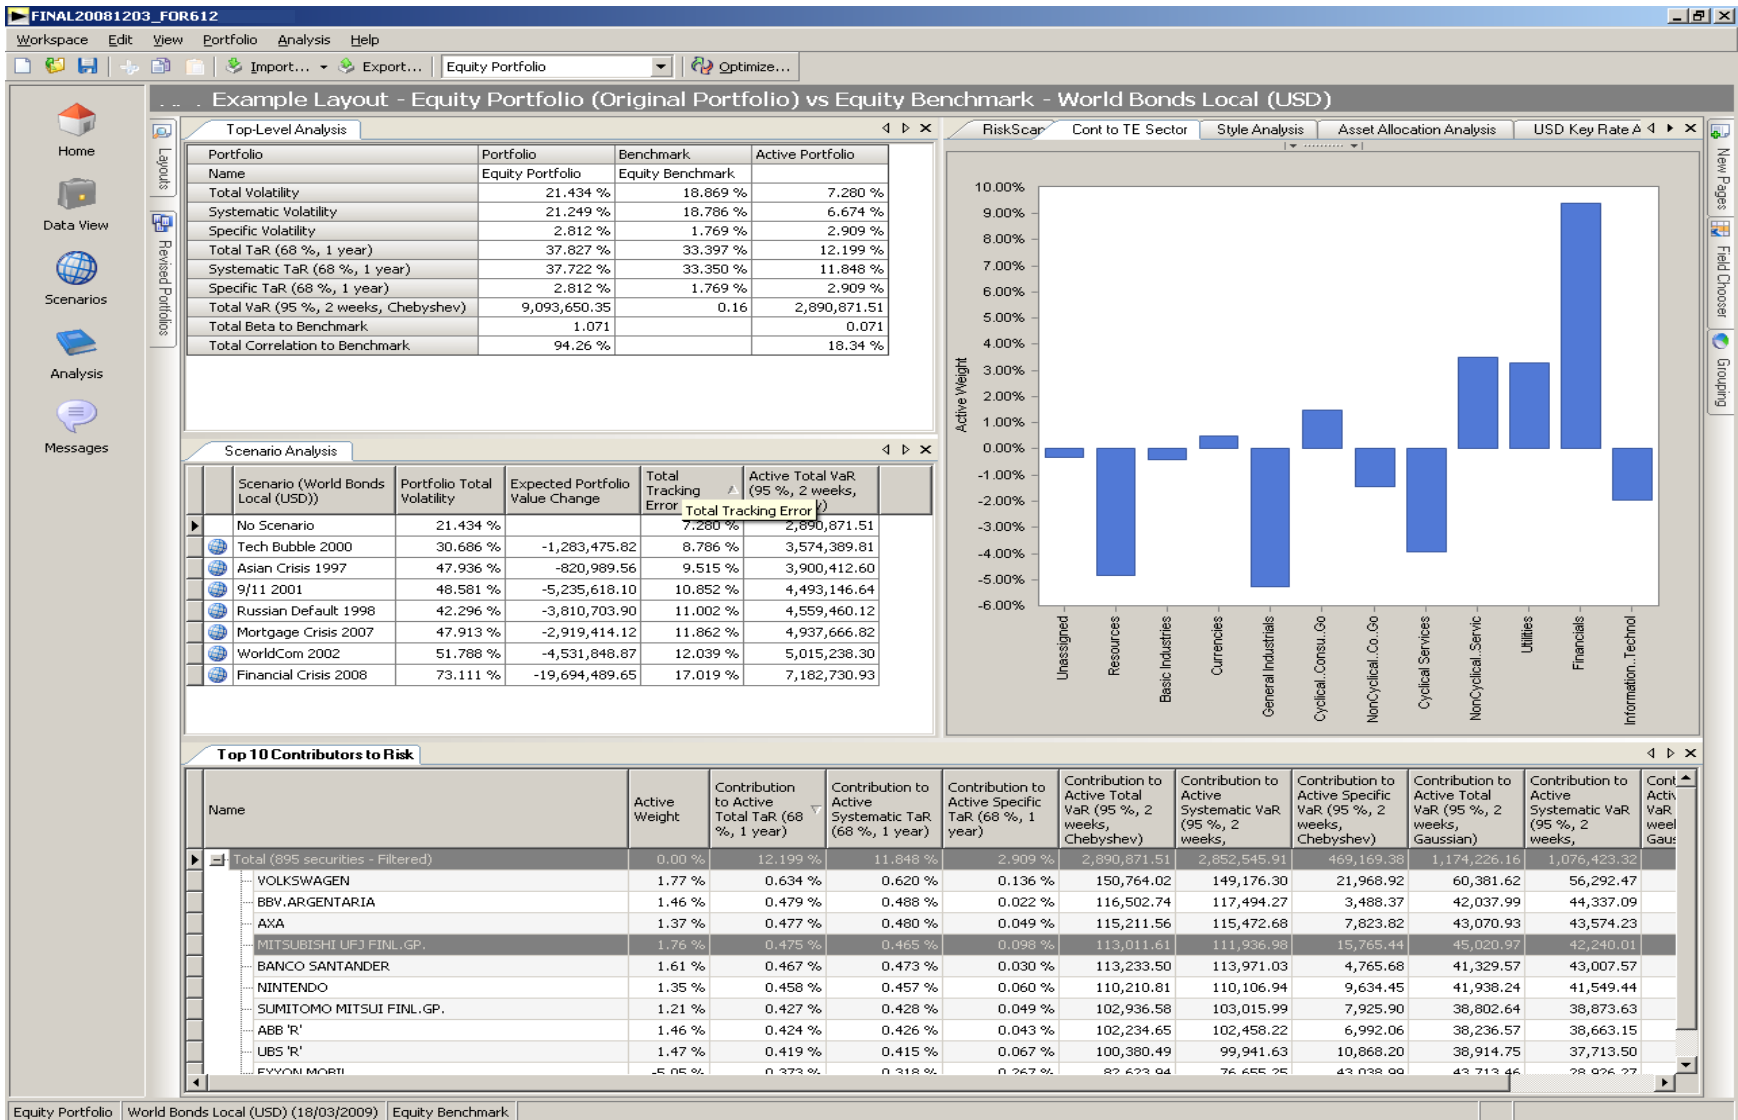 FINAL20081203_FOR612
Workspace Edit View Portfolio Analysis Help
Import... Export... Equity Portfolio Optimize...
Example Layout - Equity Portfolio (Original Portfolio) vs Equity Benchmark - World Bonds Local (USD)
Home
Data View
Scenarios
Analysis
Messages
Layouts
Revised Portfolios
Top-Level Analysis
Portfolio Portfolio Benchmark Active Portfolio
Name Equity Portfolio Equity Benchmark
Total Volatility 21.434 % 18.869 % 7.280 %
Systematic Volatility 21.249 % 18.786 % 6.674 %
Specific Volatility 2.812 % 1.769 % 2.909 %
Total TaR (68 %, 1 year) 37.827 % 33.397 % 12.199 %
Systematic TaR (68 %, 1 year) 37.722 % 33.350 % 11.848 %
Specific TaR (68 %, 1 year) 2.812 % 1.769 % 2.909 %
Total VaR (95 %, 2 weeks, Chebyshev) 9,093,650.35 0.16 2,890,871.51
Total Beta to Benchmark 1.071 0.071
Total Correlation to Benchmark 94.26 % 18.34 %
Scenario Analysis
Scenario (World Bonds Local (USD)) Portfolio Total Volatility Expected Portfolio Value Change Total Tracking Error Active Total VaR (95 %, 2 weeks,
Total Tracking Error
No Scenario 21.434 % 7.280 % 2,890,871.51
Tech Bubble 2000 30.686 % -1,283,475.82 8.786 % 3,574,389.81
Asian Crisis 1997 47.936 % -820,989.56 9.515 % 3,900,412.60
9/11 2001 48.581 % -5,235,618.10 10.852 % 4,493,146.64
Russian Default 1998 42.296 % -3,810,703.90 11.002 % 4,559,460.12
Mortgage Crisis 2007 47.913 % -2,919,414.12 11.862 % 4,937,666.82
WorldCom 2002 51.788 % -4,531,848.87 12.039 % 5,015,238.30
Financial Crisis 2008 73.111 % -19,694,489.65 17.019 % 7,182,730.93
RiskScan Cont to TE Sector Style Analysis Asset Allocation Analysis USD Key Rate A
10.00%
9.00%
8.00%
7.00%
6.00%
5.00%
4.00%
3.00%
2.00%
1.00%
0.00%
-1.00%
-2.00%
-3.00%
-4.00%
-5.00%
-6.00%
Active Weight
Unassigned
Resources
Basic Industries
Currencies
General Industrials
Cyclical..Consu..Go
NonCyclical..Co..Go
Cyclical Services
NonCyclical..Servic
Utilities
Financials
Information..Technol
New Pages
Field Chooser
Grouping
Top 10 Contributors to Risk
Name Active Weight Contribution to Active Total TaR (68 %, 1 year) Contribution to Active Systematic TaR (68 %, 1 year) Contribution to Active Specific TaR (68 %, 1 year) Contribution to Active Total VaR (95 %, 2 weeks, Chebyshev) Contribution to Active Systematic VaR (95 %, 2 weeks, Contribution to Active Specific VaR (95 %, 2 weeks, Chebyshev) Contribution to Active Total VaR (95 %, 2 weeks, Gaussian) Contribution to Active Systematic VaR (95 %, 2 weeks, Cont Activ VaR weel Gaus
Total (895 securities - Filtered) 0.00 % 12.199 % 11.848 % 2.909 % 2,890,871.51 2,852,545.91 469,169.38 1,174,226.16 1,076,423.32
VOLKSWAGEN 1.77 % 0.634 % 0.620 % 0.136 % 150,764.02 149,176.30 21,968.92 60,381.62 56,292.47
BBV.ARGENTARIA 1.46 % 0.479 % 0.488 % 0.022 % 116,502.74 117,494.27 3,488.37 42,037.99 44,337.09
AXA 1.37 % 0.477 % 0.480 % 0.049 % 115,211.56 115,472.68 7,823.82 43,070.93 43,574.23
MITSUBISHI UFJ FINL.GP. 1.76 % 0.475 % 0.465 % 0.098 % 113,011.61 111,936.98 15,765.44 45,020.97 42,240.01
BANCO SANTANDER 1.61 % 0.467 % 0.473 % 0.030 % 113,233.50 113,971.03 4,765.68 41,329.57 43,007.57
NINTENDO 1.35 % 0.458 % 0.457 % 0.060 % 110,210.81 110,106.94 9,634.45 41,938.24 41,549.44
SUMITOMO MITSUI FINL.GP. 1.21 % 0.427 % 0.428 % 0.049 % 102,936.58 103,015.99 7,925.90 38,802.64 38,873.63
ABB 'R' 1.46 % 0.424 % 0.426 % 0.043 % 102,234.65 102,458.22 6,992.06 38,236.57 38,663.15
UBS 'R' 1.47 % 0.419 % 0.415 % 0.067 % 100,380.49 99,941.63 10,868.20 38,914.75 37,713.50
EXXON MOBIL -5.05 % 0.373 % 0.318 % 0.267 % 82,623.94 76,655.25 43,038.99 43,713.46 28,926.27
Equity Portfolio World Bonds Local (USD) (18/03/2009) Equity Benchmark